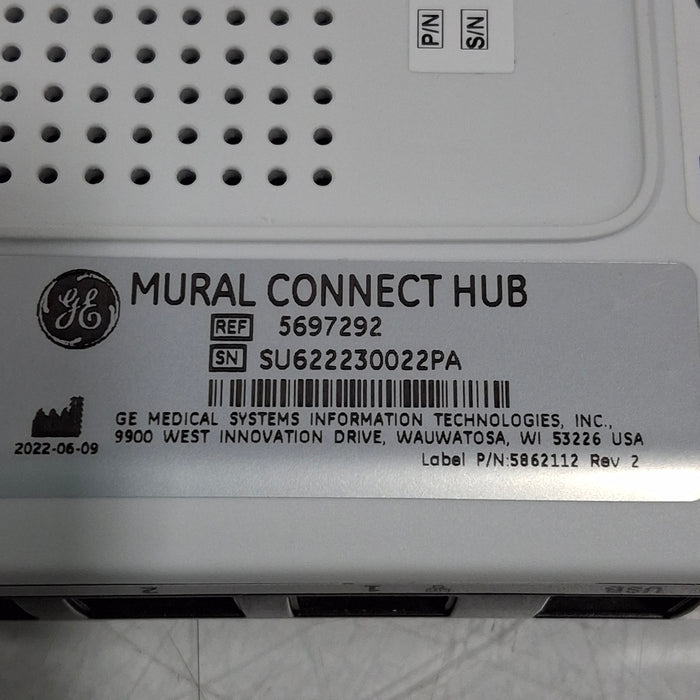 P/N
S/N
GE
MURAL CONNECT HUB
REF 5697292
SN SU622230022PA
GE MEDICAL SYSTEMS INFORMATION TECHNOLOGIES, INC.,
9900 WEST INNOVATION DRIVE, WAUWATOSA, WI 53226 USA
2022-06-09
Label P/N:5862112 Rev 2
2
1
USB